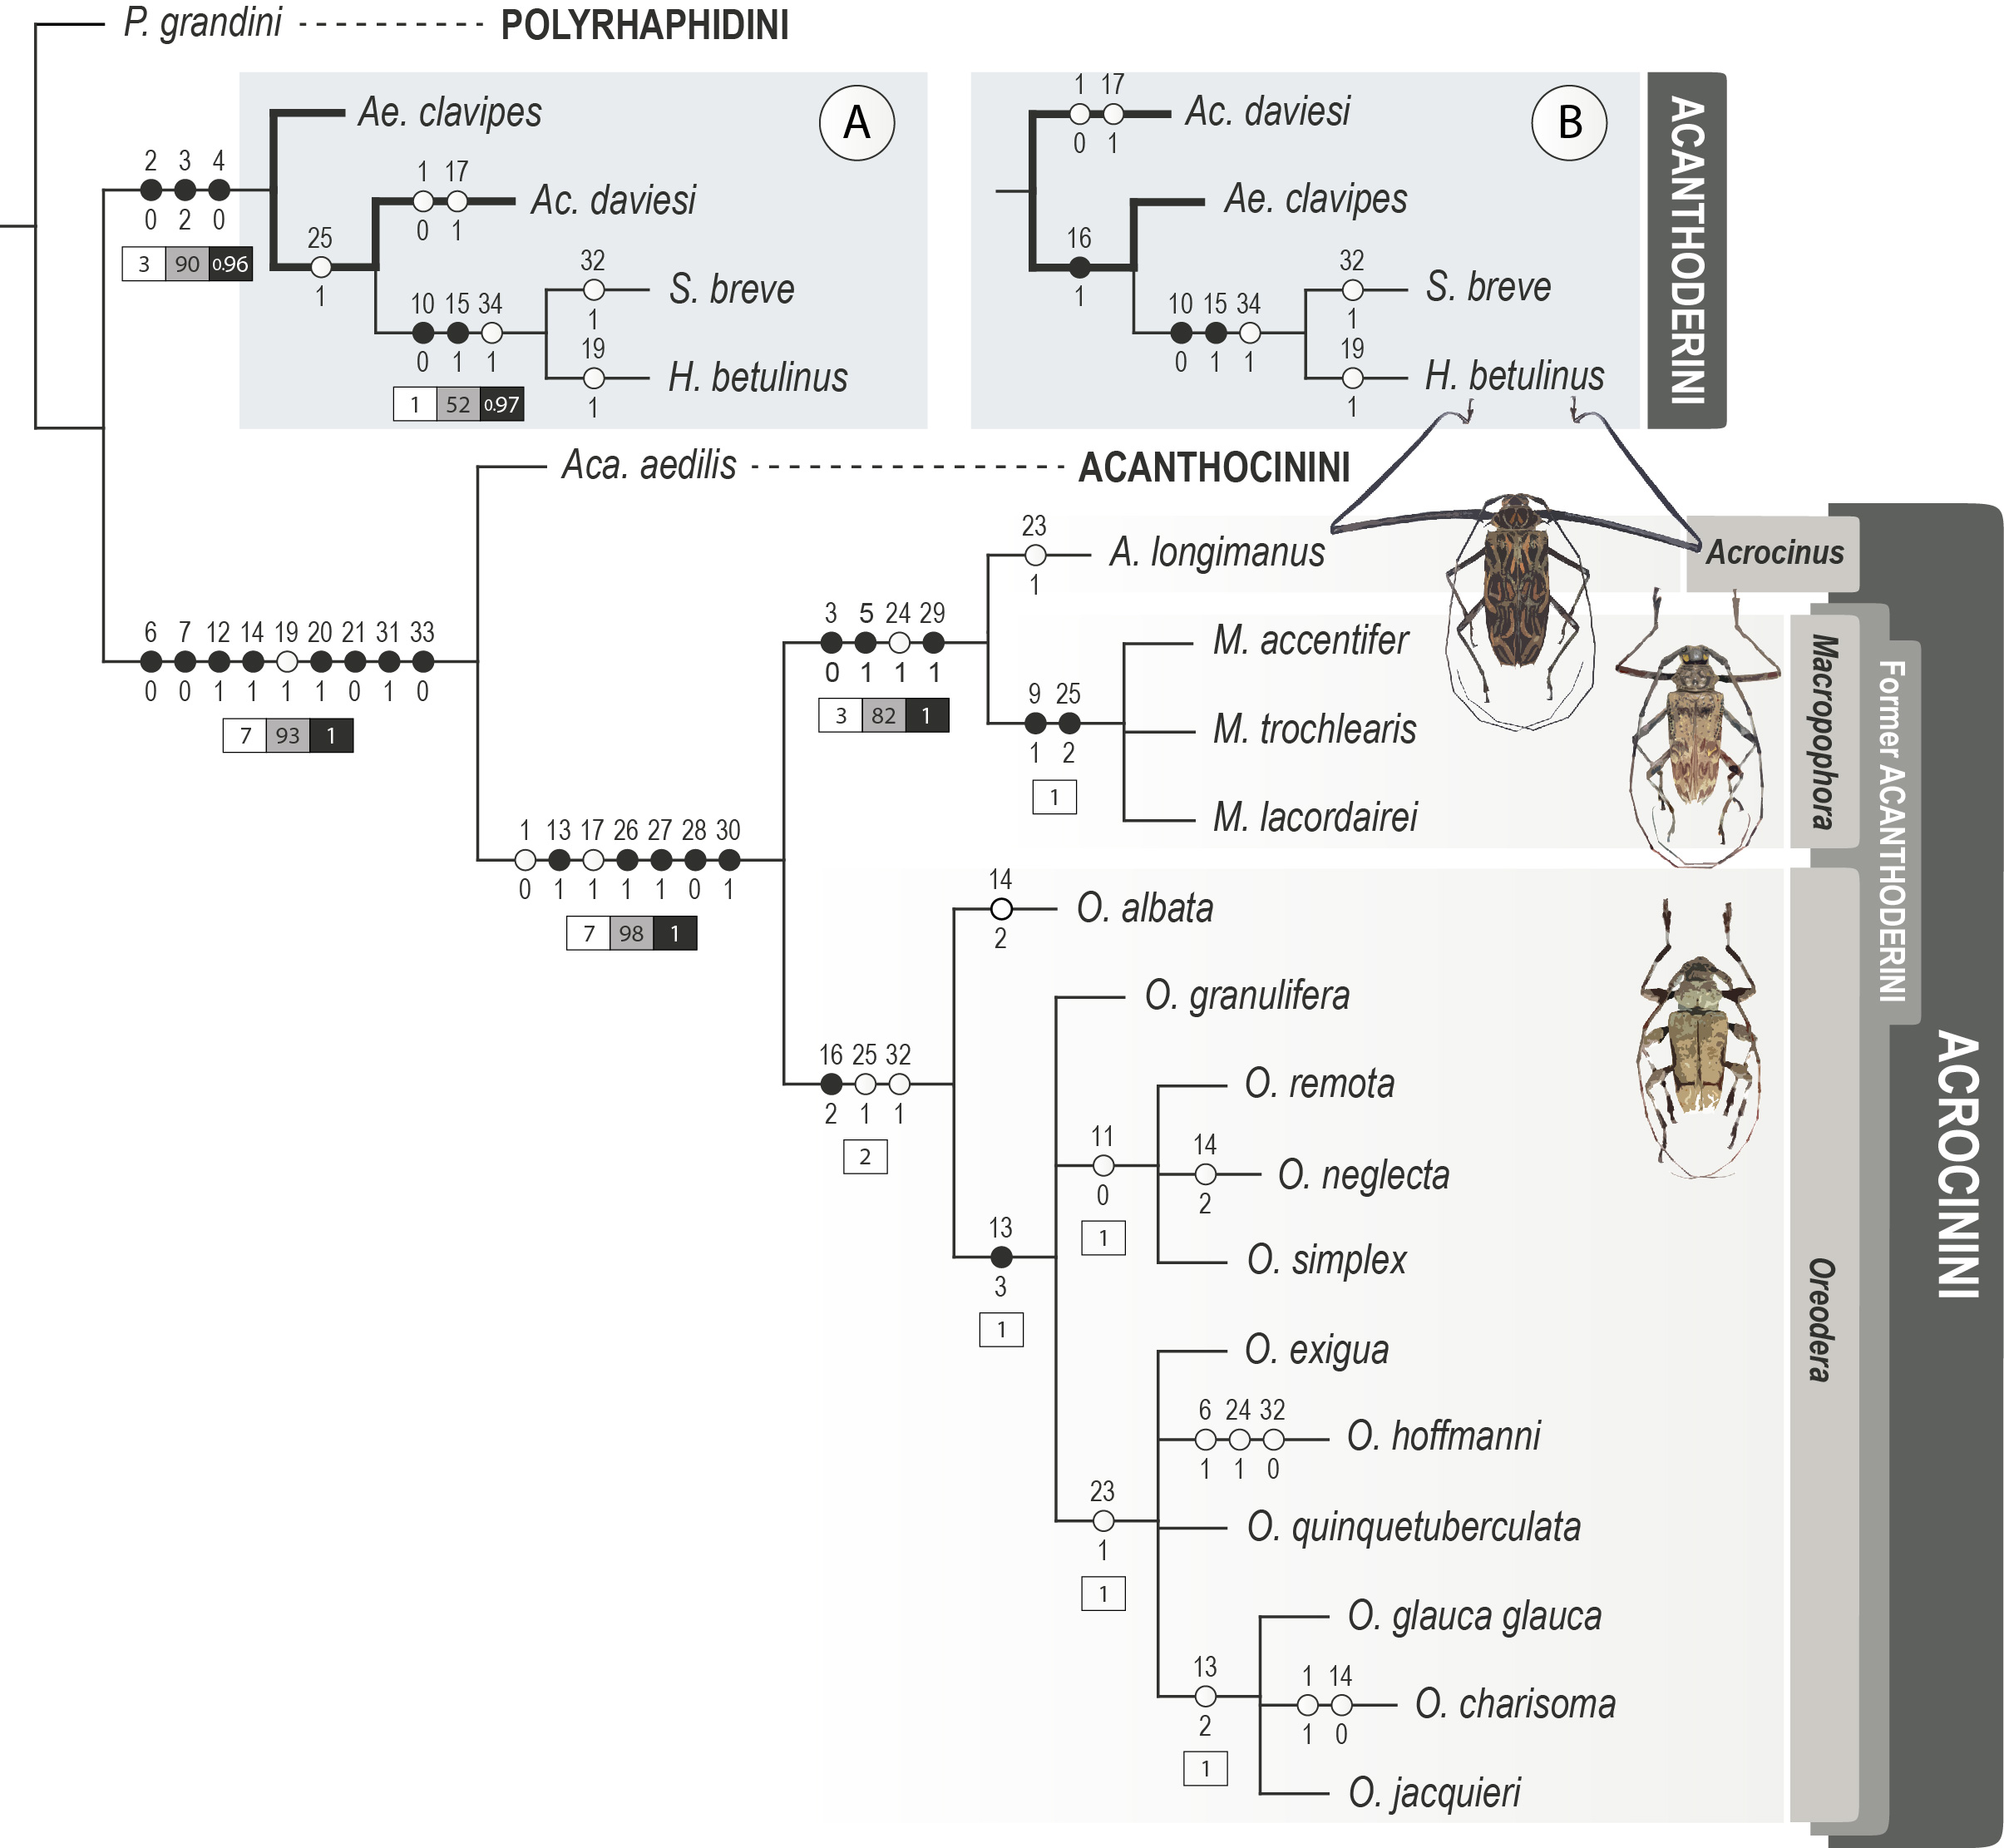 P. grandini POLYRHAPHIDINI
A
Ae. clavipes
2 3 4
0 2 0
3 90 0.96
1 17
0 1
Ac. daviesi
25
1
10 15 34
0 1 1
1 52 0.97
32
1
S. breve
19
1
H. betulinus
B
1 17
0 1
Ac. daviesi
Ae. clavipes
16
1
10 15 34
0 1 1
32
1
S. breve
19
1
H. betulinus
ACANTHODERINI
Aca. aedilis ACANTHOCININI
6 7 12 14 19 20 21 31 33
0 0 1 1 1 1 0 1 0
7 93 1
23
1
A. longimanus
Acrocinus
3 5 24 29
0 1 1 1
3 82 1
M. accentifer
9 25
1 2
1
M. trochlearis
M. lacordairei
Macropophora
Former ACANTHODERINI
1 13 17 26 27 28 30
0 1 1 1 1 0 1
7 98 1
14
2
O. albata
O. granulifera
16 25 32
2 1 1
2
O. remota
11
0
1
14
2
O. neglecta
O. simplex
13
3
1
O. exigua
6 24 32
1 1 0
O. hoffmanni
23
1
1
O. quinquetuberculata
O. glauca glauca
13
2
1
1 14
1 0
O. charisoma
O. jacquieri
Oreodera
ACROCININI